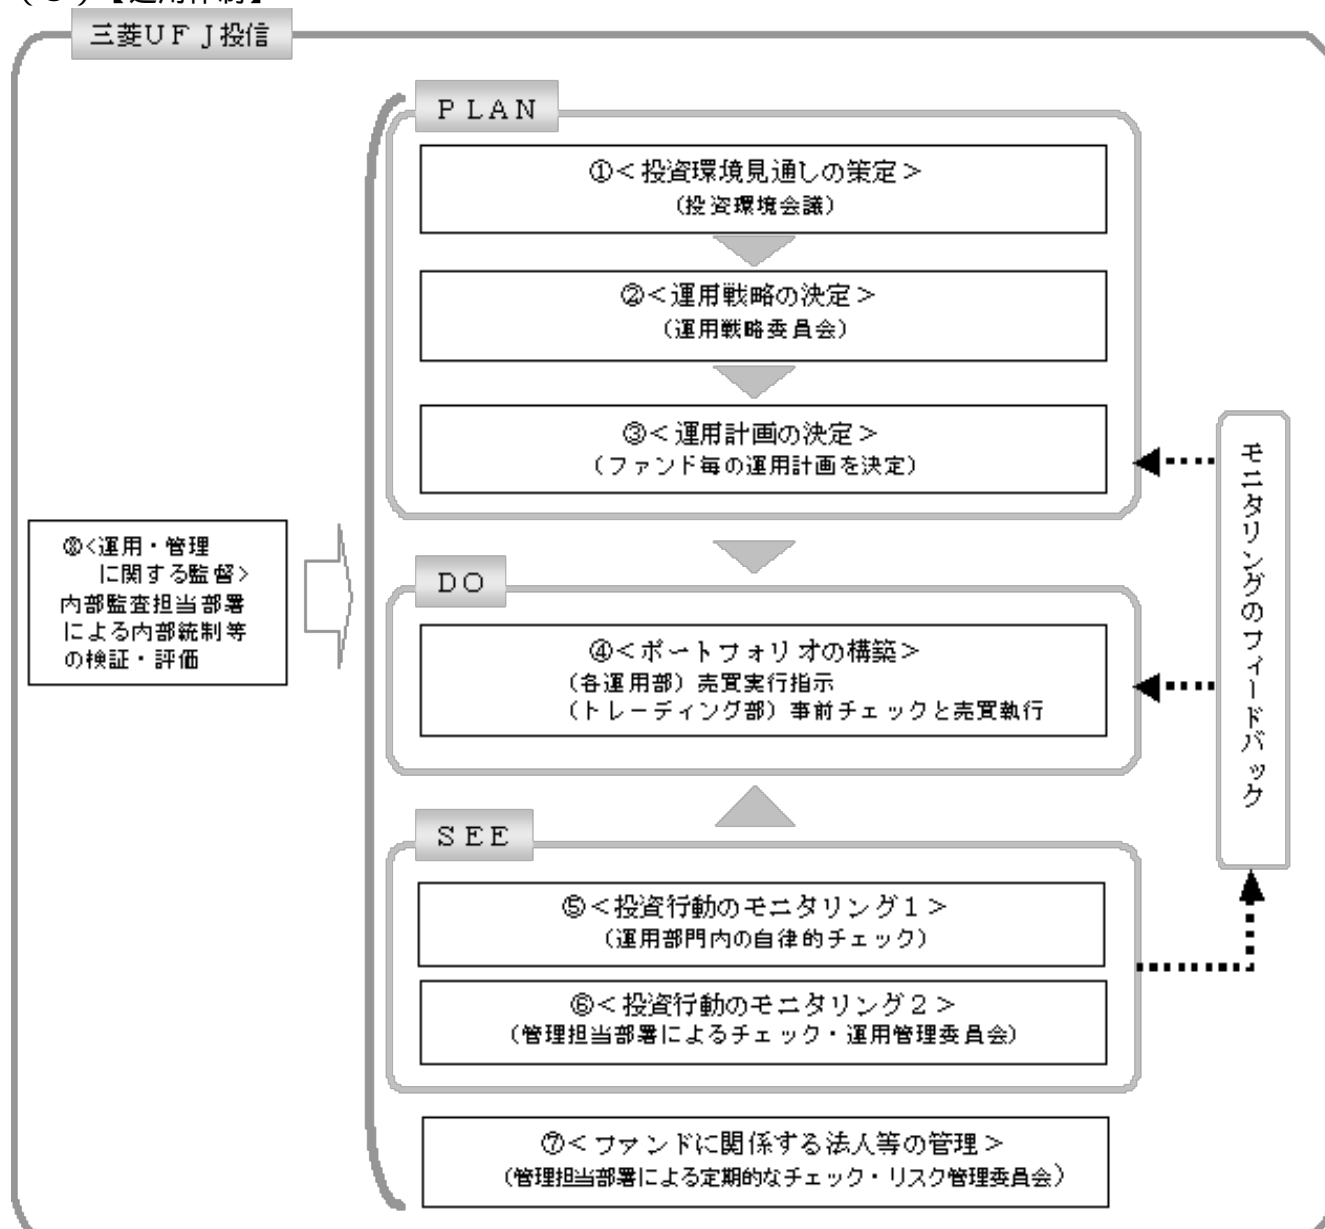 【運用体制】
三菱ＵＦＪ投信
ＰＬＡＮ
①＜投資環境見通しの策定＞
（投資環境会議）
②＜運用戦略の決定＞
（運用戦略委員会）
③＜運用計画の決定＞
（ファンド毎の運用計画を決定）
⑧＜運用・管理
に関する監督＞
内部監査担当部署
による内部統制等
の検証・評価
ＤＯ
④＜ポートフォリオの構築＞
（各運用部）売買実行指示
（トレーディング部）事前チェックと売買執行
モニタリングのフィードバック
ＳＥＥ
⑤＜投資行動のモニタリング１＞
（運用部門内の自律的チェック）
⑥＜投資行動のモニタリング２＞
（管理担当部署によるチェック・運用管理委員会）
⑦＜ファンドに関係する法人等の管理＞
（管理担当部署による定期的なチェック・リスク管理委員会）